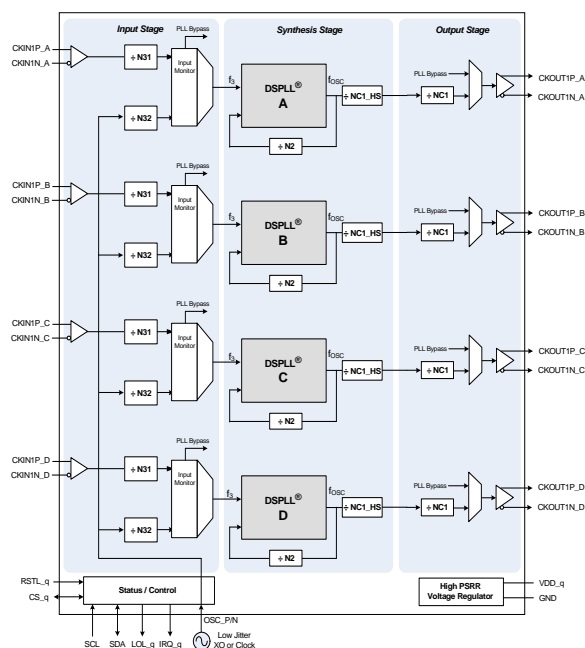 Input Stage
Synthesis Stage
Output Stage
CKIN1P_A
CKIN1N_A
÷ N31
÷ N32
Input
Monitor
PLL Bypass
f3
DSPLL®
A
fOSC
÷ NC1_HS
÷ N2
PLL Bypass
÷ NC1
CKOUT1P_A
CKOUT1N_A
CKIN1P_B
CKIN1N_B
÷ N31
÷ N32
Input
Monitor
PLL Bypass
f3
DSPLL®
B
fOSC
÷ NC1_HS
÷ N2
PLL Bypass
÷ NC1
CKOUT1P_B
CKOUT1N_B
CKIN1P_C
CKIN1N_C
÷ N31
÷ N32
Input
Monitor
PLL Bypass
f3
DSPLL®
C
fOSC
÷ NC1_HS
÷ N2
PLL Bypass
÷ NC1
CKOUT1P_C
CKOUT1N_C
CKIN1P_D
CKIN1N_D
÷ N31
÷ N32
Input
Monitor
PLL Bypass
f3
DSPLL®
D
fOSC
÷ NC1_HS
÷ N2
PLL Bypass
÷ NC1
CKOUT1P_D
CKOUT1N_D
RSTL_q
CS_q
Status / Control
High PSRR
Voltage Regulator
VDD_q
GND
OSC_P/N
SCL
SDA
LOL_q
IRQ_q
Low Jitter
XO or Clock